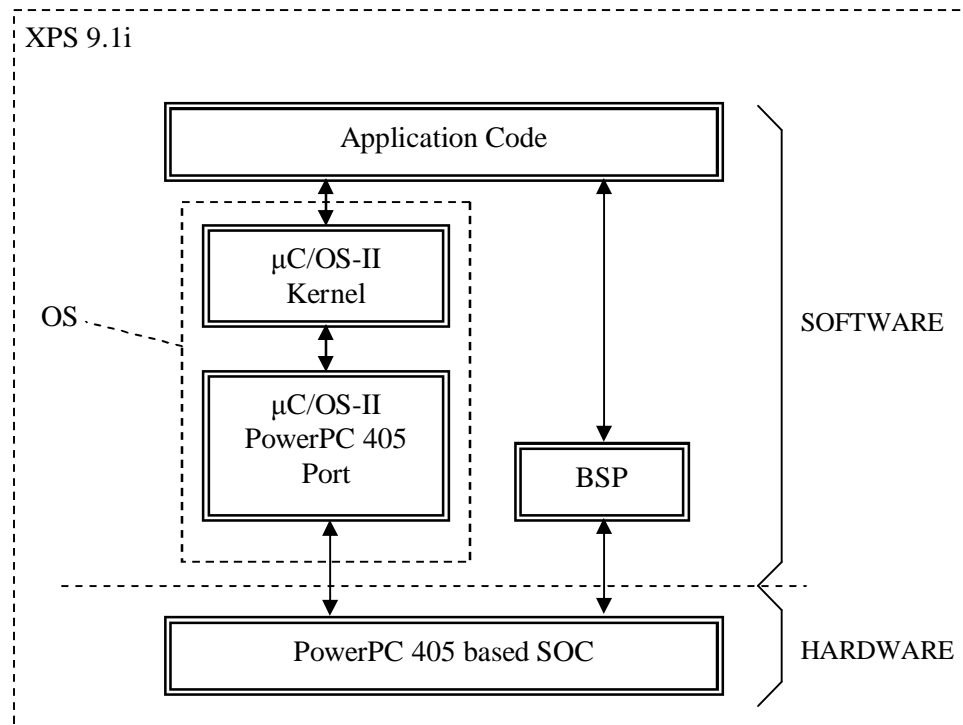 XPS 9.1i
Application Code
μC/OS-II
Kernel
OS
SOFTWARE
μC/OS-II
PowerPC 405
Port
BSP
PowerPC 405 based SOC
HARDWARE